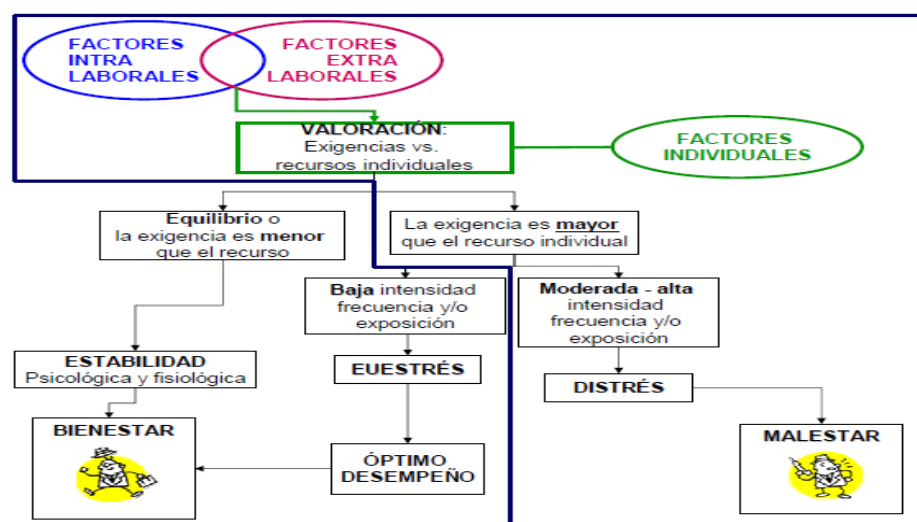 FACTORES
INTRA
LABORALES
FACTORES
EXTRA
LABORALES
VALORACIÓN:
Exigencias vs.
recursos individuales
FACTORES
INDIVIDUALES
Equilibrio o
la exigencia es menor
que el recurso
La exigencia es mayor
que el recurso individual
Baja intensidad
frecuencia y/o
exposición
Moderada - alta
intensidad
frecuencia y/o
exposición
ESTABILIDAD
Psicológica y fisiológica
EUESTRÉS
DISTRÉS
BIENESTAR
ÓPTIMO
DESEMPEÑO
MALESTAR